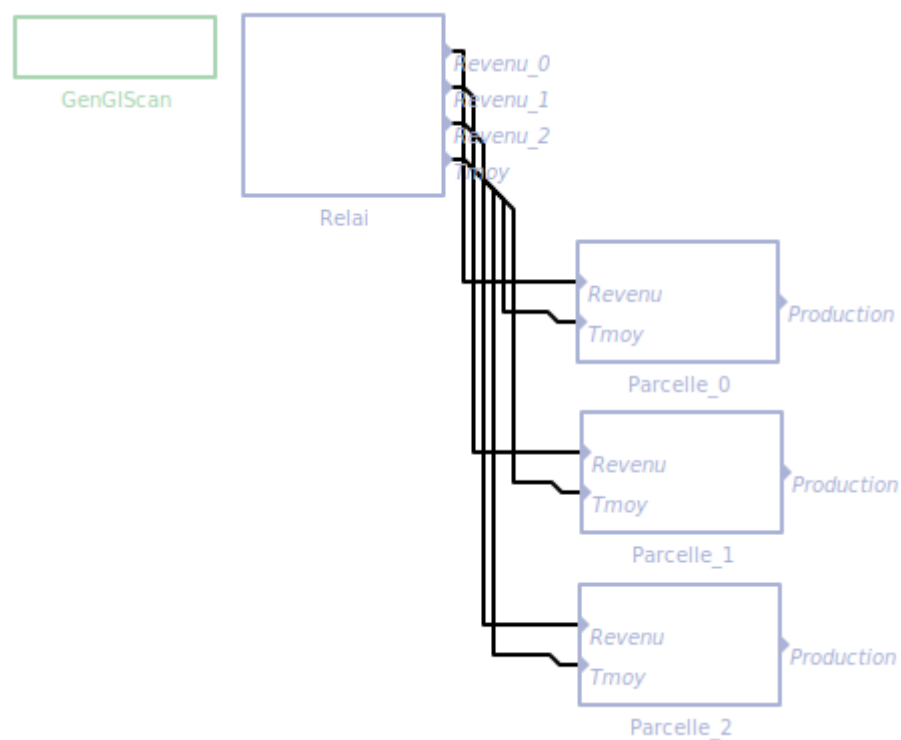 GenGIScan
Revenu_0
Revenu_1
Revenu_2
Tmoy
Relai
Revenu
Tmoy
Production
Parcelle_0
Revenu
Tmoy
Production
Parcelle_1
Revenu
Tmoy
Production
Parcelle_2